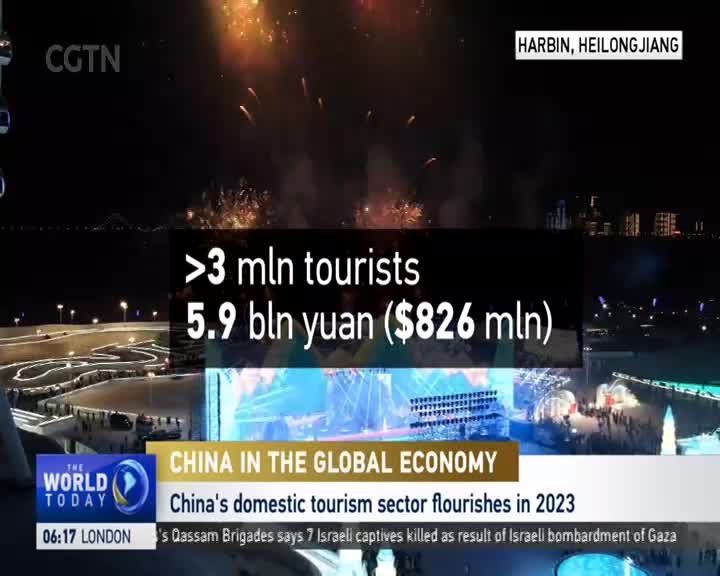 CGTN
HARBIN, HEILONGJIANG
>3 mln tourists
5.9 bln yuan ($826 mln)
CHINA IN THE GLOBAL ECONOMY
THE WORLD TODAY
China's domestic tourism sector flourishes in 2023
06:17 LONDON
's Qassam Brigades says 7 Israeli captives killed as result of Israeli bombardment of Gaza